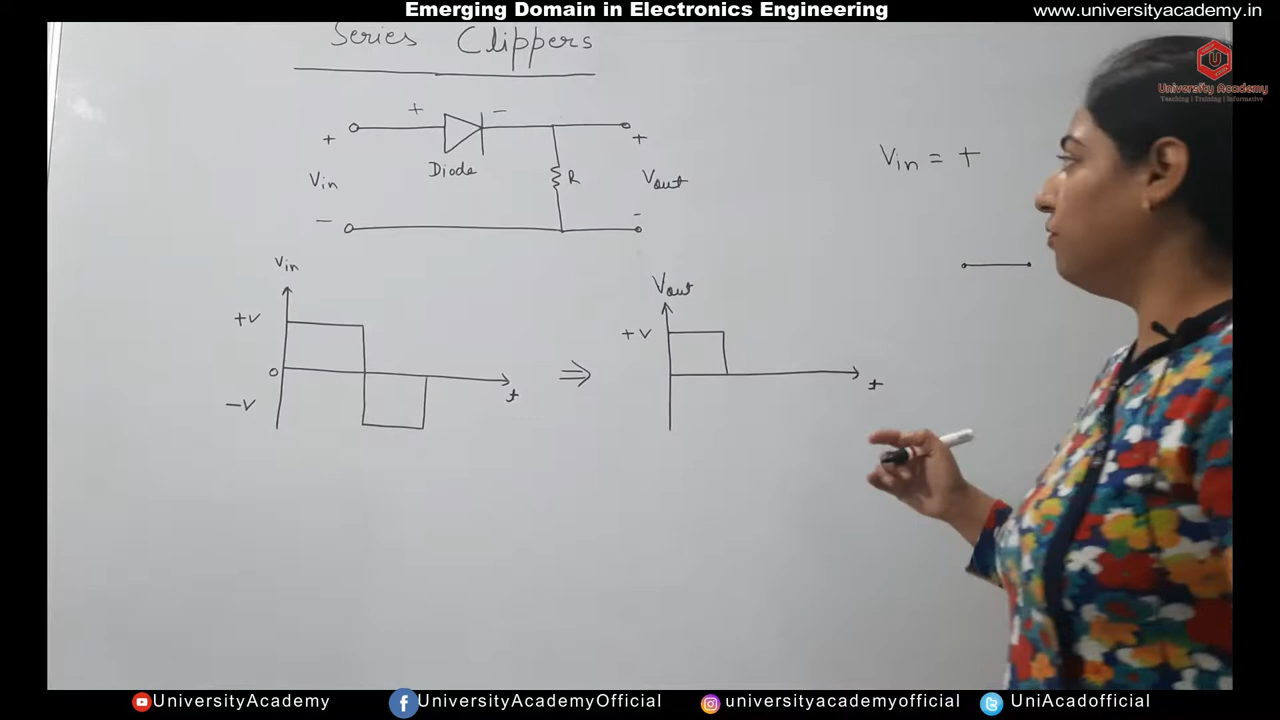 Emerging Domain in Electronics Engineering
www.universityacademy.in
University Academy
Teaching | Training | Informative
Series Clippers
+ -
+ +
Diode
Vin R Vout
- -
Vin = +
Vin
+V
0
-V
t
⇒
Vout
+V
t
UniversityAcademy
UniversityAcademyOfficial
universityacademyofficial
UniAcadofficial